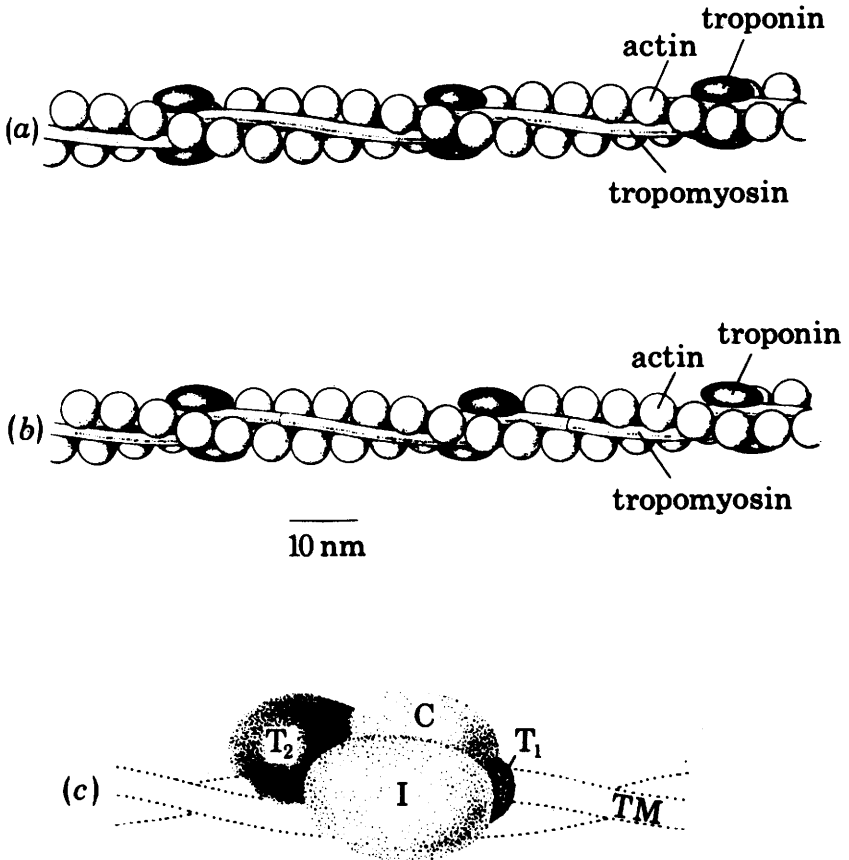 troponin
actin
(a)
tropomyosin
troponin
actin
(b)
tropomyosin
10 nm
C
T₂
T₁
(c)
I
TM